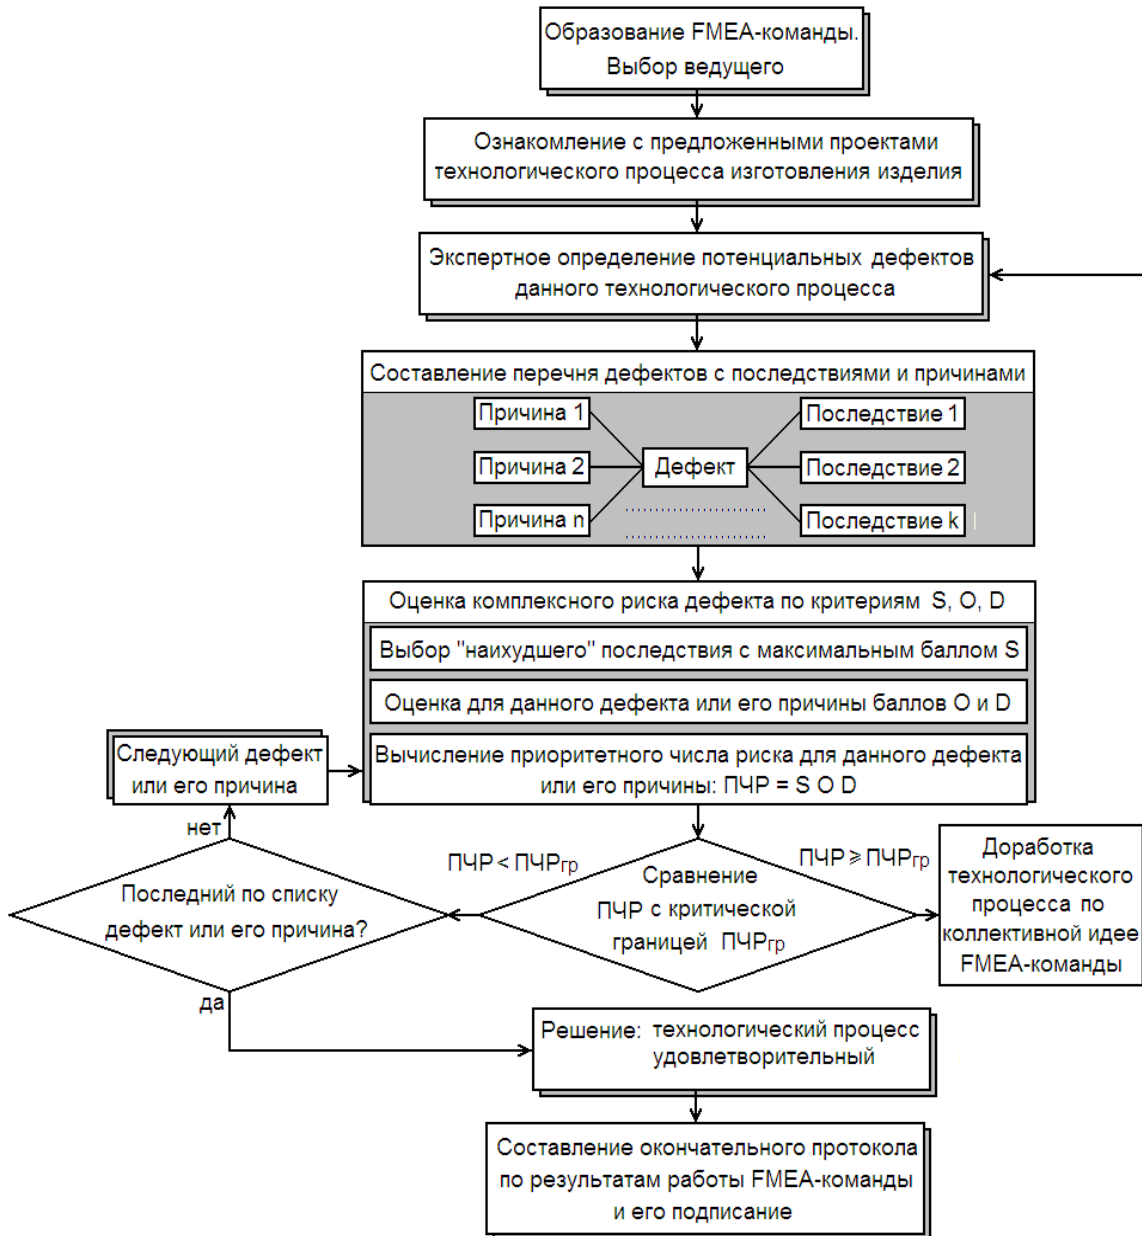 Образование FMEA-команды.
Выбор ведущего
Ознакомление с предложенными проектами
технологического процесса изготовления изделия
Экспертное определение потенциальных дефектов
данного технологического процесса
Составление перечня дефектов с последствиями и причинами
Причина 1
Последствие 1
Причина 2
Дефект
Последствие 2
Причина n
Последствие k
Оценка комплексного риска дефекта по критериям S, O, D
Выбор "наихудшего" последствия с максимальным баллом S
Оценка для данного дефекта или его причины баллов O и D
Следующий дефект
или его причина
Вычисление приоритетного числа риска для данного дефекта
или его причины: ПЧР = S O D
нет
ПЧР < ПЧРгр
ПЧР ⩾ ПЧРгр
Последний по списку
дефект или его причина?
Сравнение
ПЧР с критической
границей ПЧРгр
Доработка
технологического
процесса по
коллективной идее
FMEA-команды
да
Решение: технологический процесс
удовлетворительный
Составление окончательного протокола
по результатам работы FMEA-команды
и его подписание